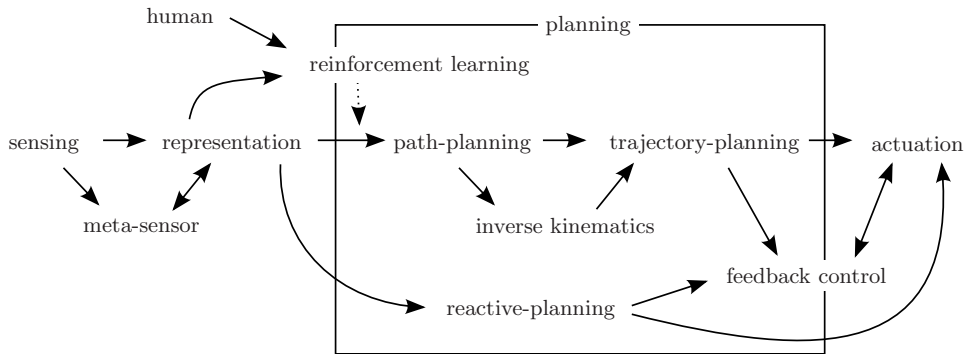 human
planning
reinforcement learning
sensing
representation
path-planning
trajectory-planning
actuation
meta-sensor
inverse kinematics
feedback control
reactive-planning